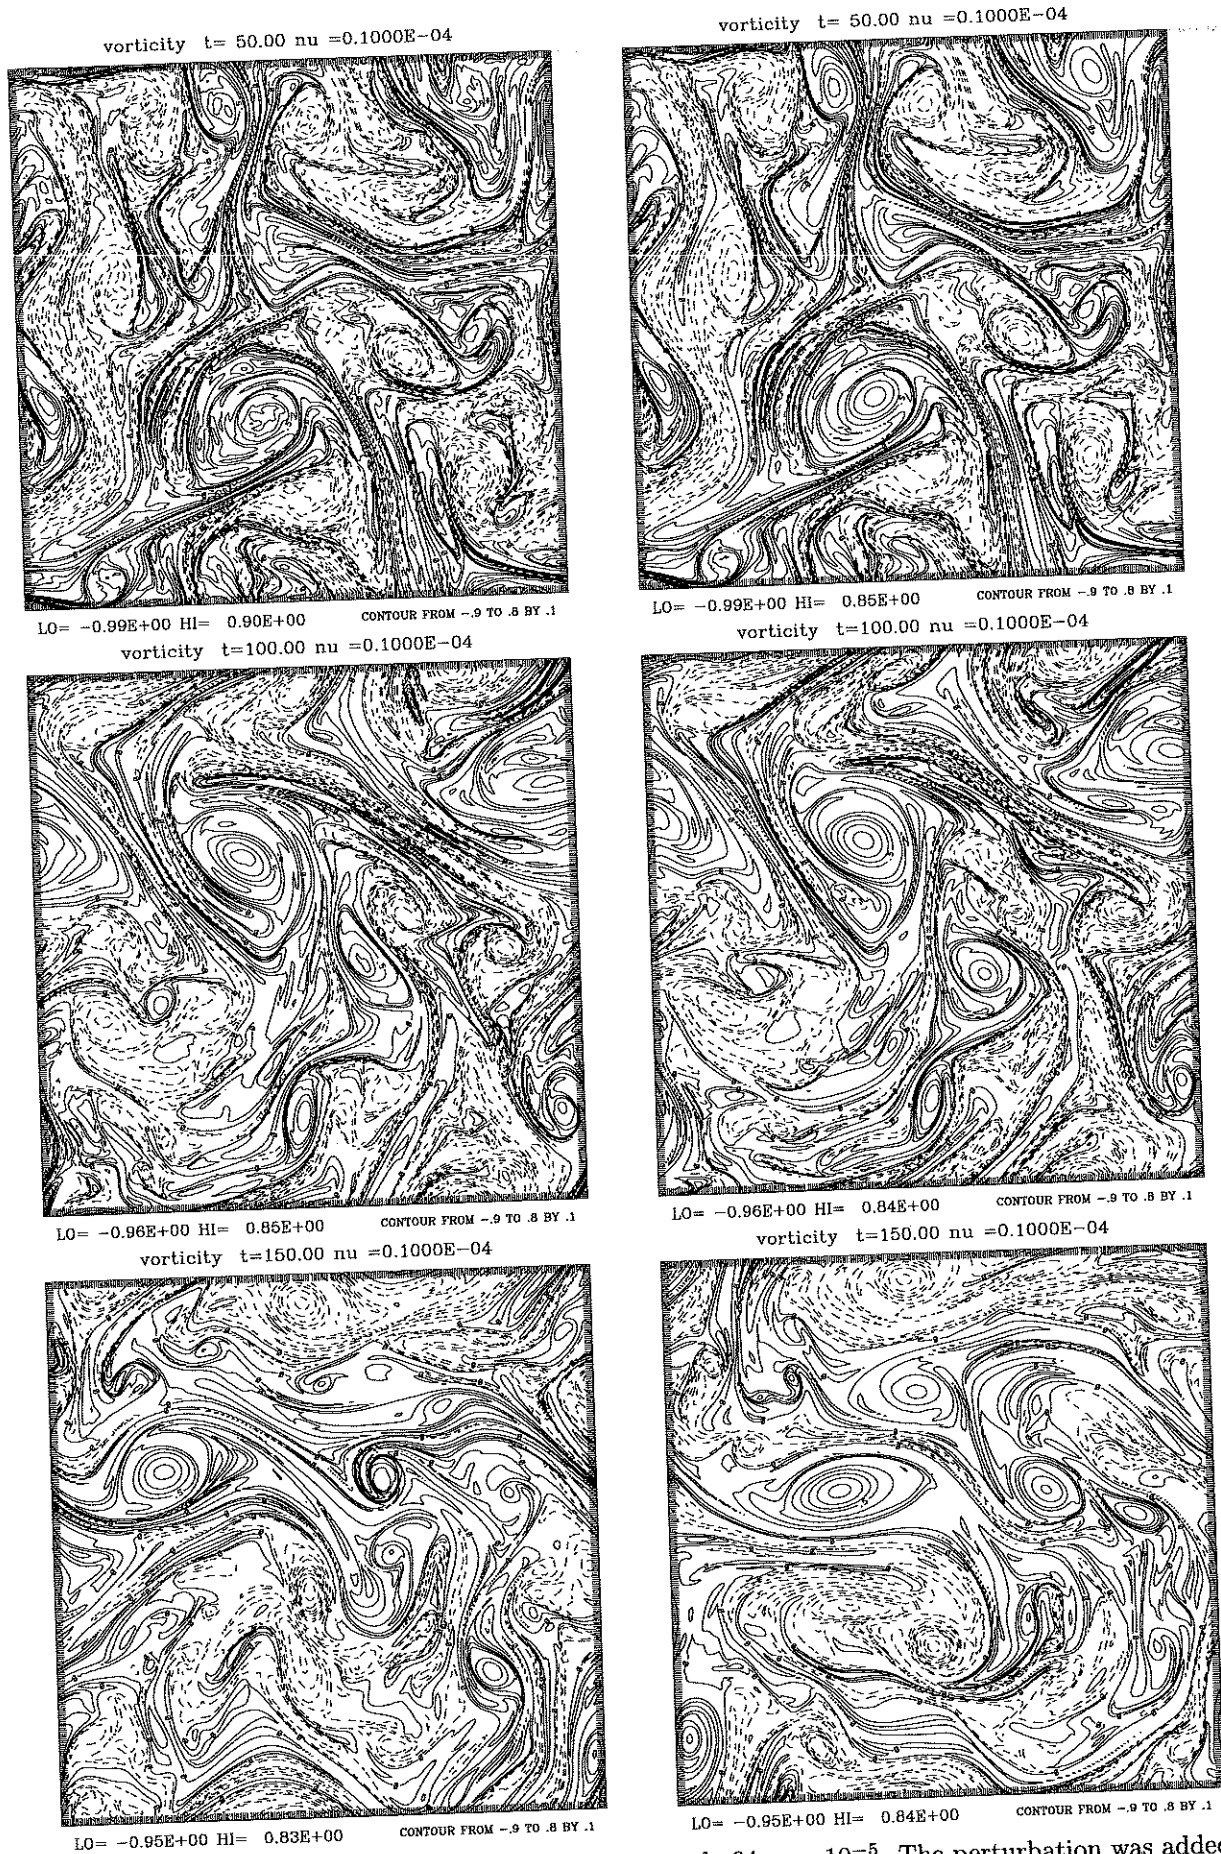 vorticity t= 50.00 nu =0.1000E-04
LO= -0.99E+00 HI= 0.90E+00 CONTOUR FROM -.9 TO .8 BY .1
vorticity t= 50.00 nu =0.1000E-04
LO= -0.99E+00 HI= 0.85E+00 CONTOUR FROM -.9 TO .8 BY .1
vorticity t=100.00 nu =0.1000E-04
LO= -0.96E+00 HI= 0.85E+00 CONTOUR FROM -.9 TO .8 BY .1
vorticity t=100.00 nu =0.1000E-04
LO= -0.96E+00 HI= 0.84E+00 CONTOUR FROM -.9 TO .8 BY .1
vorticity t=150.00 nu =0.1000E-04
LO= -0.95E+00 HI= 0.83E+00 CONTOUR FROM -.9 TO .8 BY .1
vorticity t=150.00 nu =0.1000E-04
LO= -0.95E+00 HI= 0.84E+00 CONTOUR FROM -.9 TO .8 BY .1
10−5. The perturbation was added